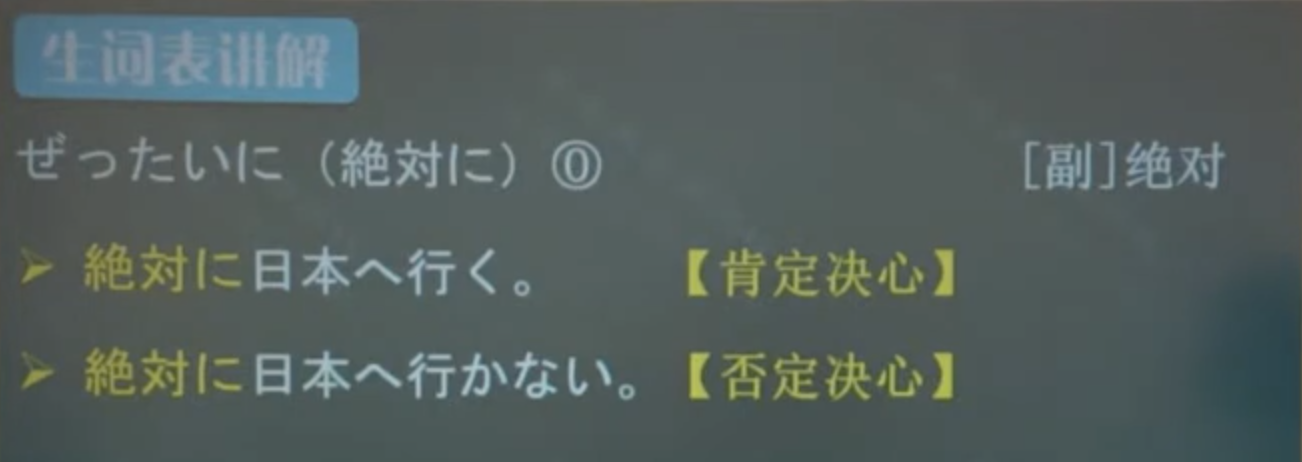 生词表讲解
ぜったいに（絶対に）⓪ [副]绝对
➢ 絶対に日本へ行く。 【肯定决心】
➢ 絶対に日本へ行かない。【否定决心】